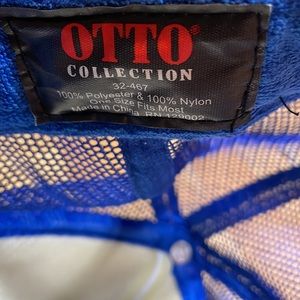 OTTO
COLLECTION
32-467
100% Polyester & 100% Nylon
One Size Fits Most
Made in China, RN 129002